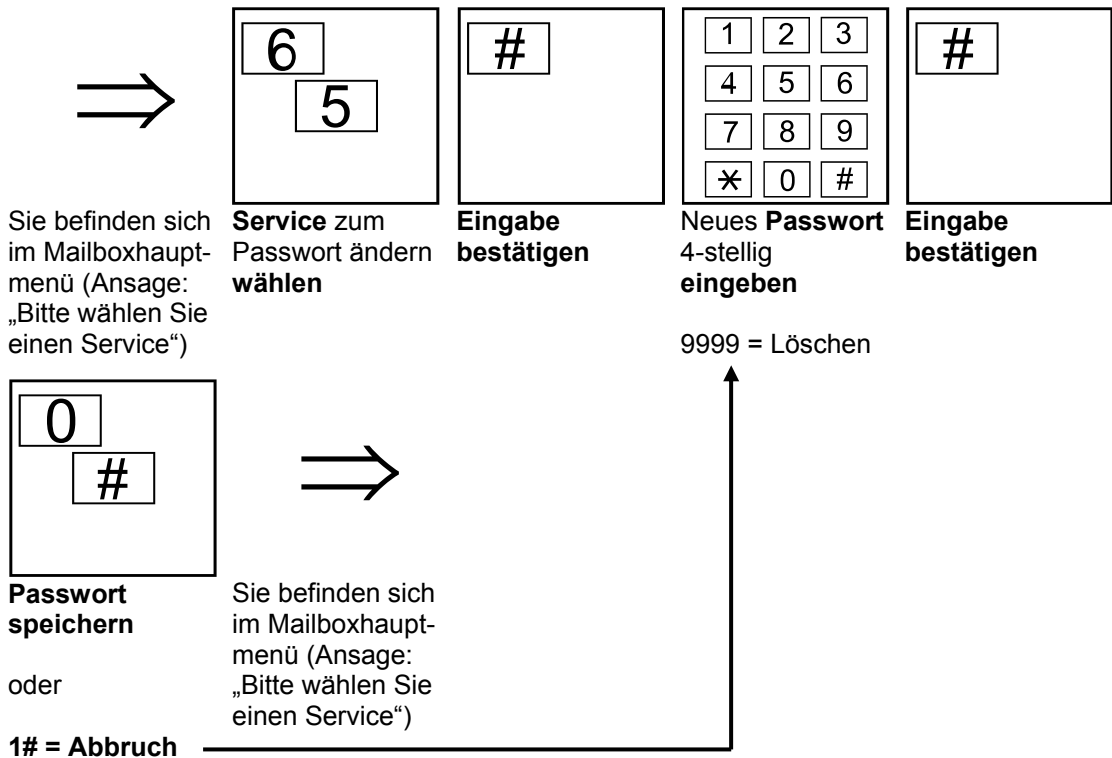 6
5
#
1 2 3
4 5 6
7 8 9
* 0 #
#
Sie befinden sich
im Mailboxhaupt-
menü (Ansage:
„Bitte wählen Sie
einen Service“)
Service zum
Passwort ändern
wählen
Eingabe
bestätigen
Neues Passwort
4-stellig
eingeben
9999 = Löschen
Eingabe
bestätigen
0
#
Passwort
speichern
oder
1# = Abbruch
Sie befinden sich
im Mailboxhaupt-
menü (Ansage:
„Bitte wählen Sie
einen Service“)